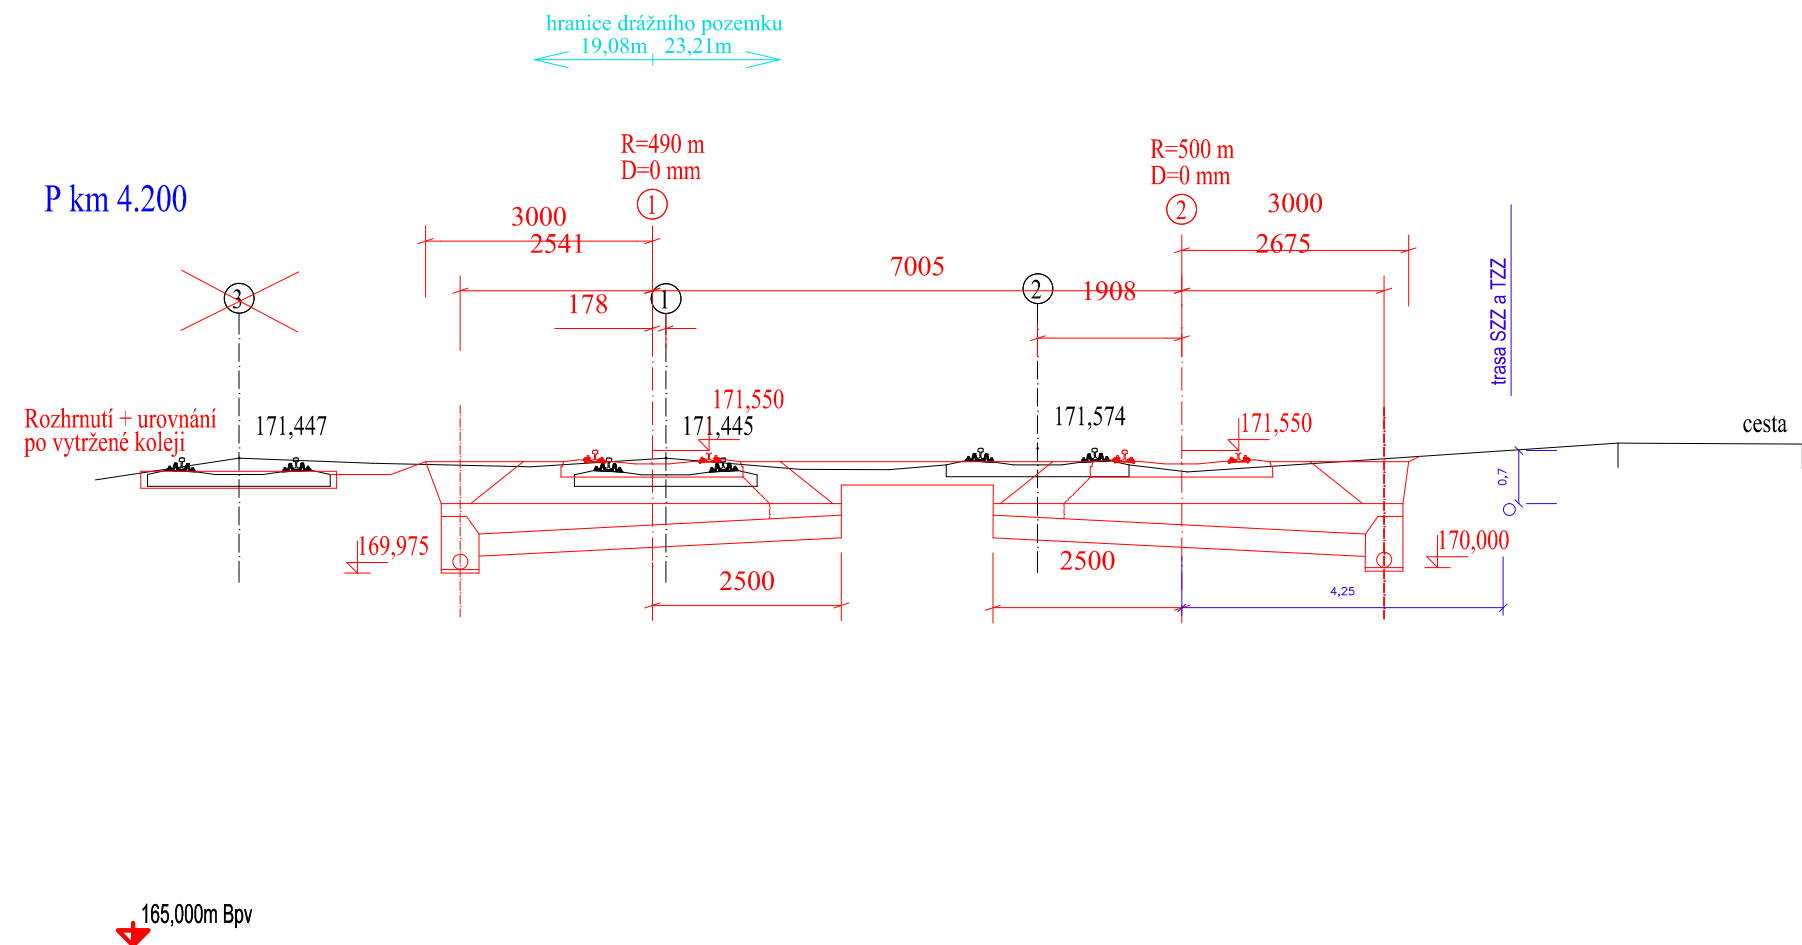 hranice drážního pozemku
19,08m 23,21m
R=490 m
D=0 mm
1
R=500 m
D=0 mm
2
P km 4.200
3000
2541
3000
2675
7005
178
1908
3
1
2
trasa SZZ a TZZ
Rozhrnutí + urovnání
po vytržené koleji
171,447
171,550
171,445
171,574
171,550
cesta
0,7
169,975
170,000
2500
2500
4,25
165,000m Bpv